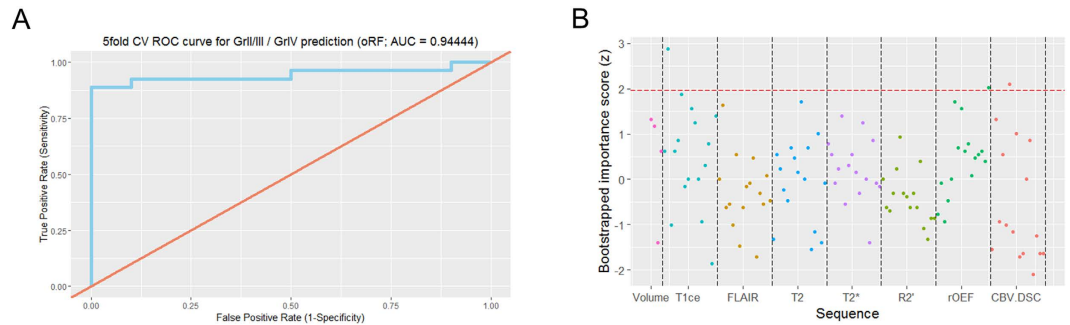 A
5fold CV ROC curve for GrII/III / GrIV prediction (oRF; AUC = 0.94444)
True Positive Rate (Sensitivity)
1.00
0.75
0.50
0.25
0.00
0.00 0.25 0.50 0.75 1.00
False Positive Rate (1-Specificity)
B
Bootstrapped importance score (z)
3
2
1
0
-1
-2
Volume T1ce FLAIR T2 T2* R2' rOEF CBV.DSC
Sequence